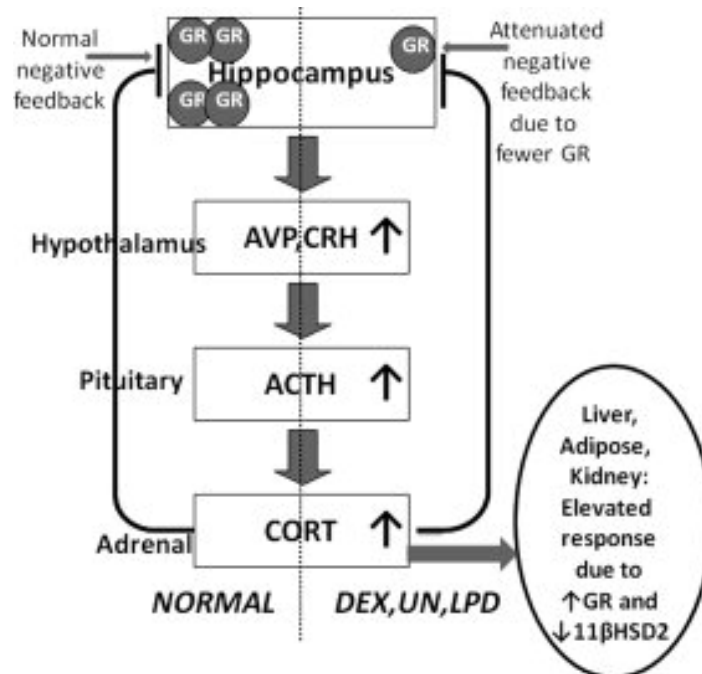 Normal
negative
feedback
GR GR
GR GR
Hippocampus
GR
Attenuated
negative
feedback
due to
fewer GR
Hypothalamus
AVP,CRH ↑
Pituitary
ACTH ↑
Adrenal
CORT ↑
NORMAL
DEX,UN,LPD
Liver,
Adipose,
Kidney:
Elevated
response
due to
↑GR and
↓11βHSD2